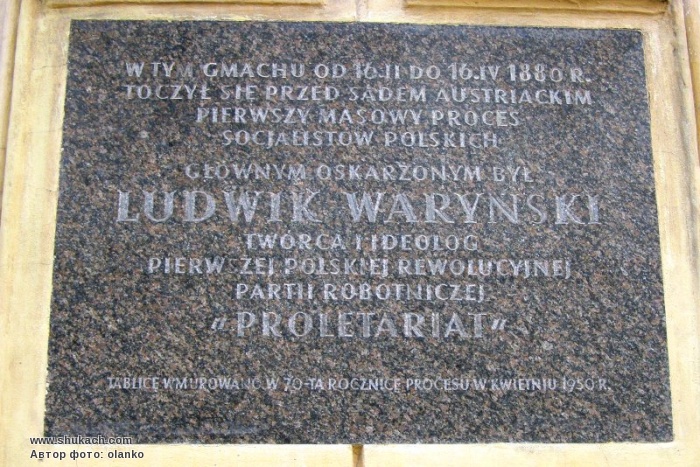 W TYM GMACHU OD 16.II DO 16.IV 1880 R.
TOCZYŁ SIĘ PRZED SĄDEM AUSTRIACKIM
PIERWSZY MASOWY PROCES
SOCJALISTÓW POLSKICH
GŁÓWNYM OSKARŻONYM BYŁ
LUDWIK WARYŃSKI
TWÓRCA I IDEOLOG
PIERWSZEJ POLSKIEJ REWOLUCYJNEJ
PARTII ROBOTNICZEJ
„PROLETARIAT"
TABLICĘ WMUROWANO W 70-TĄ ROCZNICĘ PROCESU W KWIETNIU 1950 R.
www.shukach.com
Автор фото: olanko